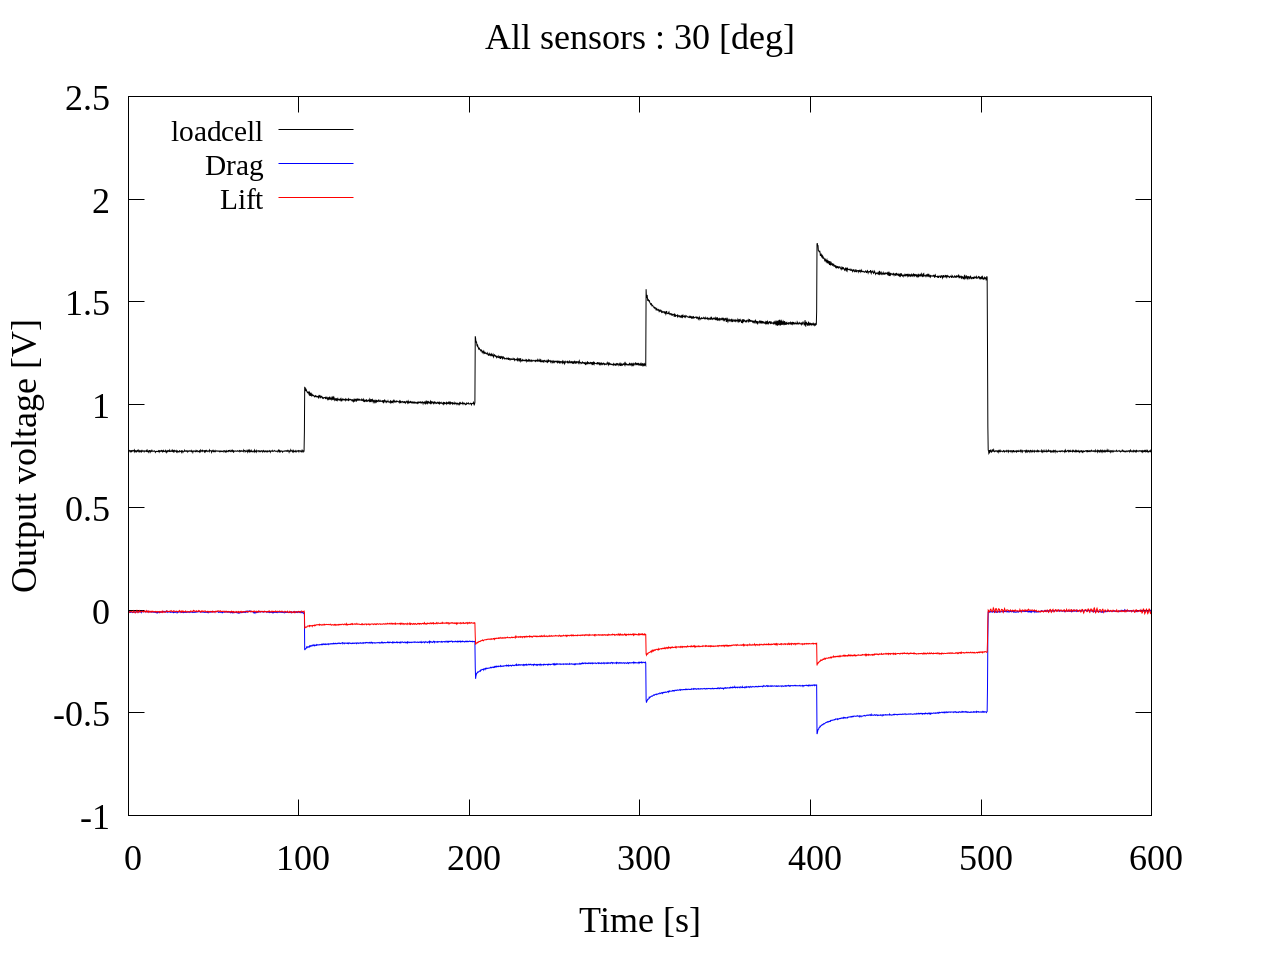 All sensors : 30 [deg]
2.5
2
1.5
1
0.5
0
-0.5
-1
loadcell
Drag
Lift
Output voltage [V]
0 100 200 300 400 500 600
Time [s]